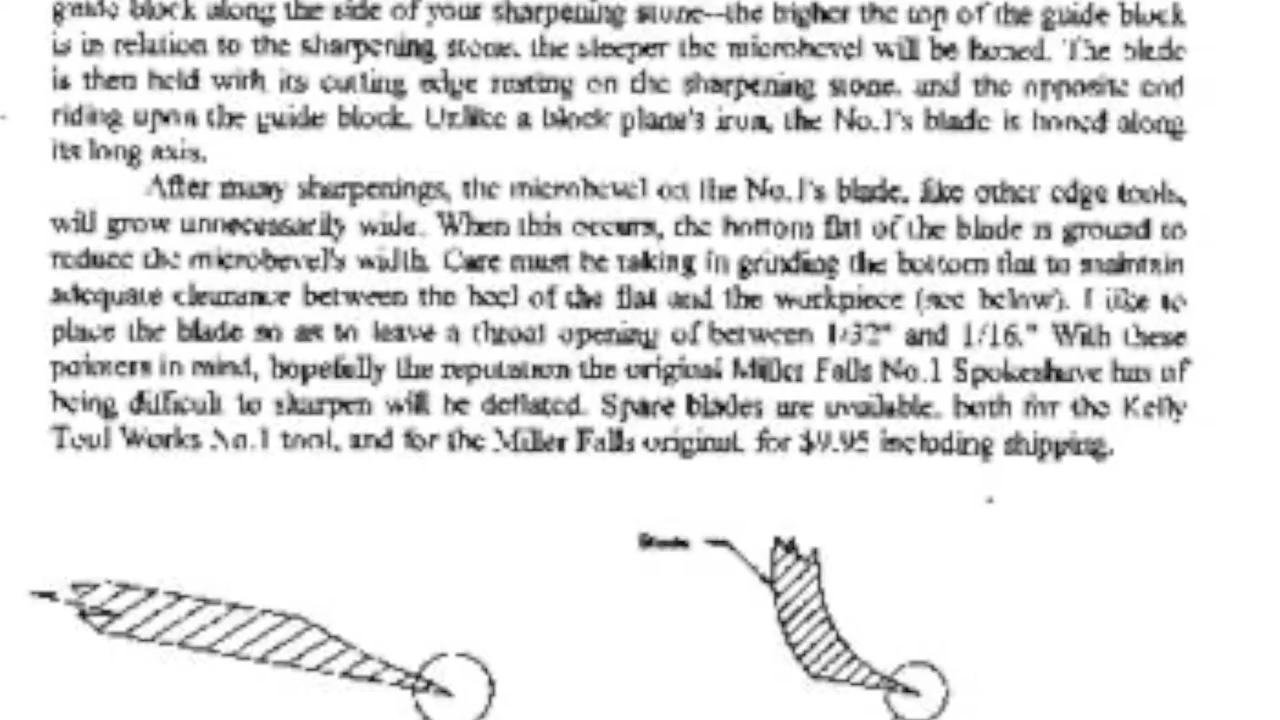 guide block along the side of your sharpening stone--the higher the top of the guide block
is in relation to the sharpening stone, the steeper the microbevel will be honed. The blade
is then held with its cutting edge resting on the sharpening stone, and the opposite end
riding upon the guide block. Unlike a block plane's iron, the No.1's blade is honed along
its long axis.
After many sharpenings, the microbevel on the No.1's blade, like other edge tools,
will grow unnecessarily wide. When this occurs, the bottom flat of the blade is ground to
reduce the microbevel's width. Care must be taking in grinding the bottom flat to maintain
adequate clearance between the heel of the flat and the workpiece (see below). I like to
place the blade so as to leave a throat opening of between 1/32" and 1/16." With these
pointers in mind, hopefully the reputation the original Miller Falls No.1 Spokeshave has of
being difficult to sharpen will be deflated. Spare blades are available, both for the Kelly
Tool Works No.1 tool, and for the Miller Falls original, for $9.95 including shipping.
Blade